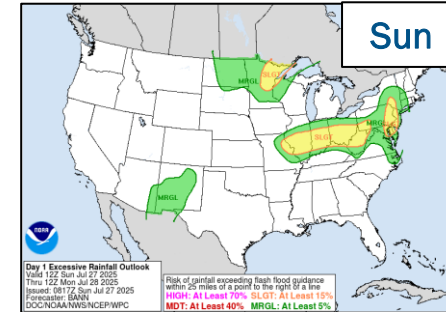 Sun
MRGL
SLGT
MRGL
SLGT
MRGL
NOAA
Day 1 Excessive Rainfall Outlook
Valid 12Z Sun Jul 27 2025
Thru 12Z Mon Jul 28 2025
Issued: 0817Z Sun Jul 27 2025
Forecaster: BANN
DOC/NOAA/NWS/NCEP/WPC
Risk of rainfall exceeding flash flood guidance
within 25 miles of a point to the right of a line
HIGH: At Least 70% SLGT: At Least 15%
MDT: At Least 40% MRGL: At Least 5%